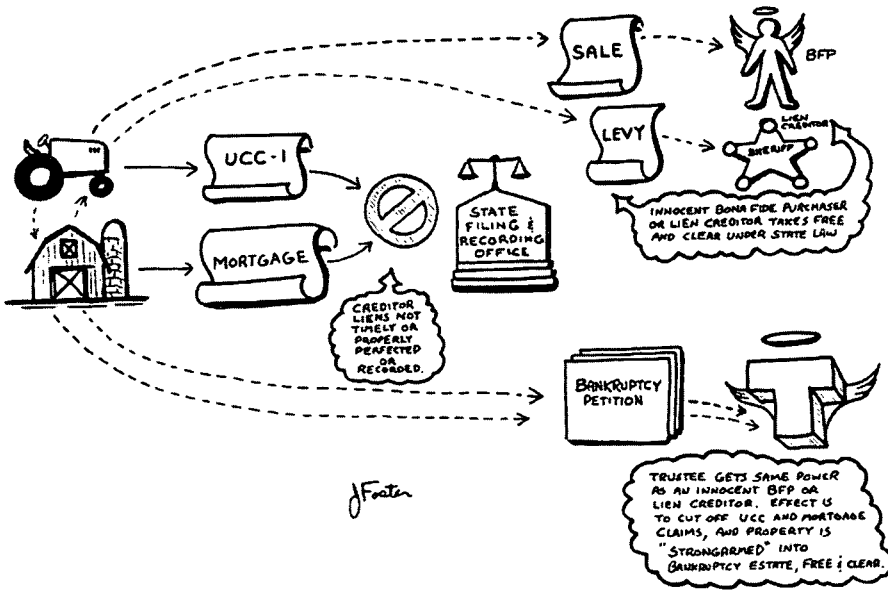 SALE
BFP
LEVY
LIEN
CREDITOR
SHERIFF
INNOCENT BONA FIDE PURCHASER
OR LIEN CREDITOR TAKES FREE
AND CLEAR UNDER STATE LAW
UCC-1
MORTGAGE
STATE
FILING &
RECORDING
OFFICE
CREDITOR
LIENS NOT
TIMELY OR
PROPERLY
PERFECTED
OR
RECORDED.
BANKRUPTCY
PETITION
T
TRUSTEE GETS SAME POWER
AS AN INNOCENT BFP OR
LIEN CREDITOR. EFFECT IS
TO CUT OFF UCC AND MORTGAGE
CLAIMS, AND PROPERTY IS
"STRONGARMED" INTO
BANKRUPTCY ESTATE, FREE & CLEAR.
JFoster